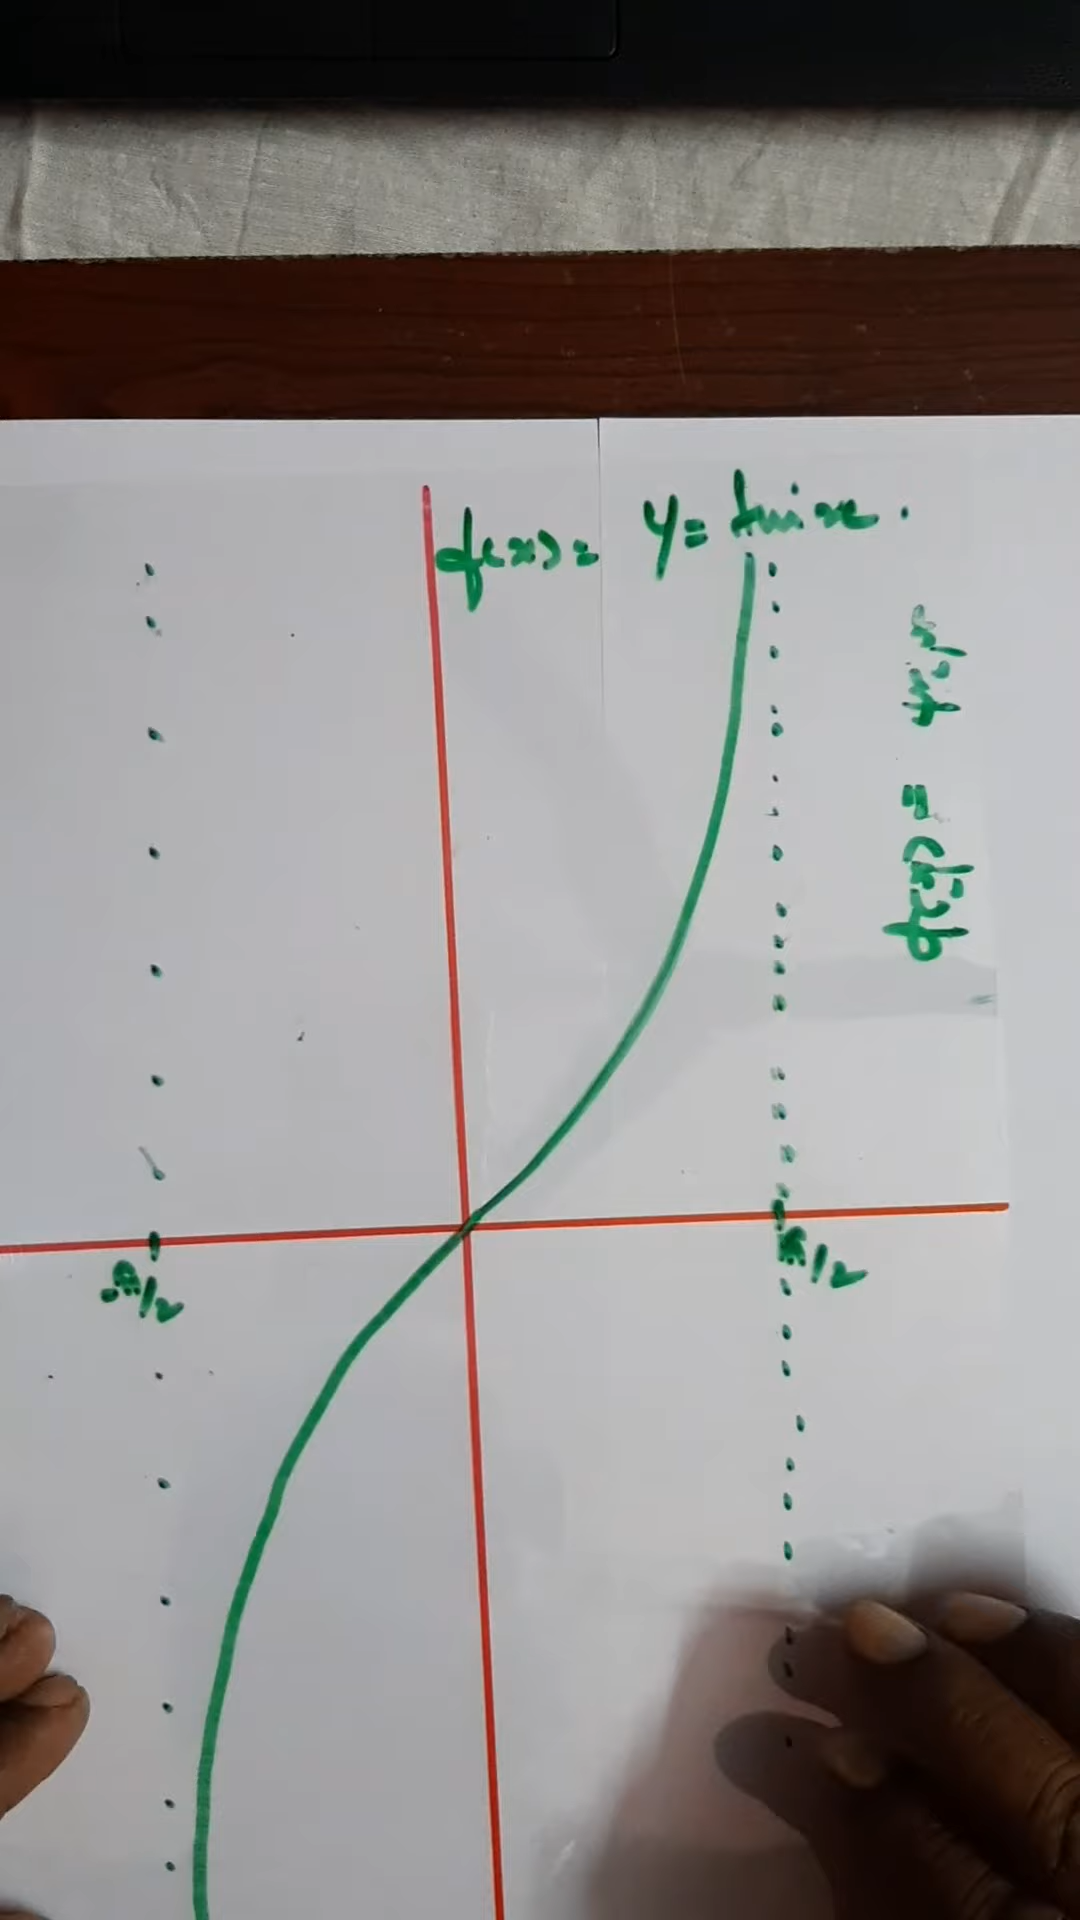 f(x) = y = tan x.
-π/2
π/2